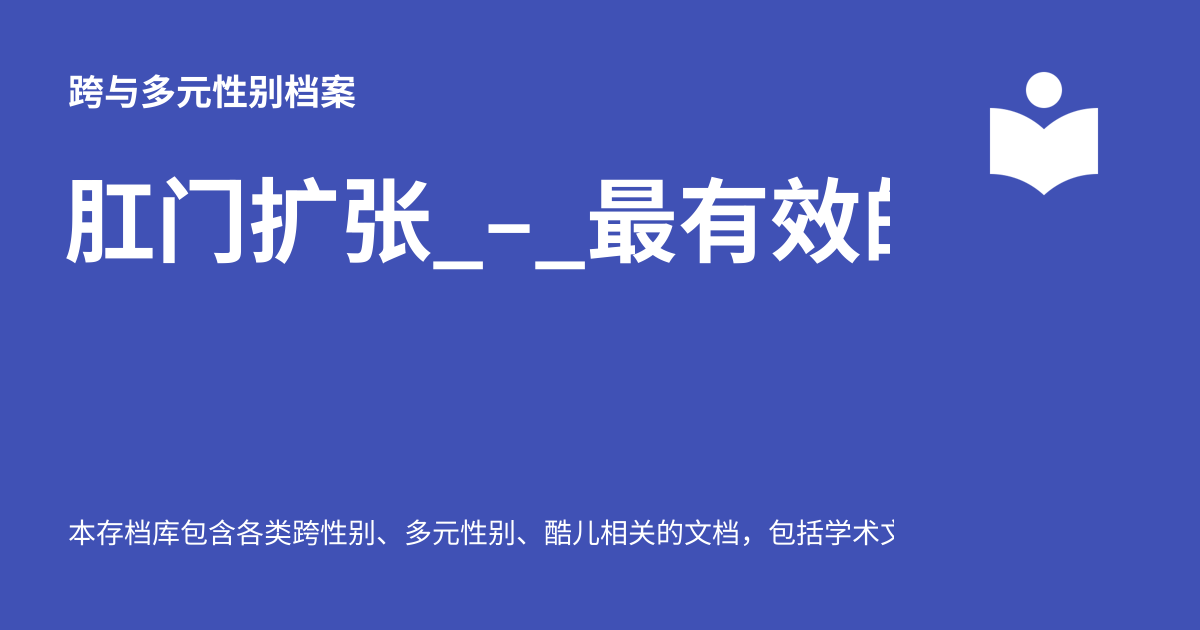 跨与多元性别档案
肛门扩张_–_最有效
本存档库包含各类跨性别、多元性别、酷儿相关的文档，包括学术